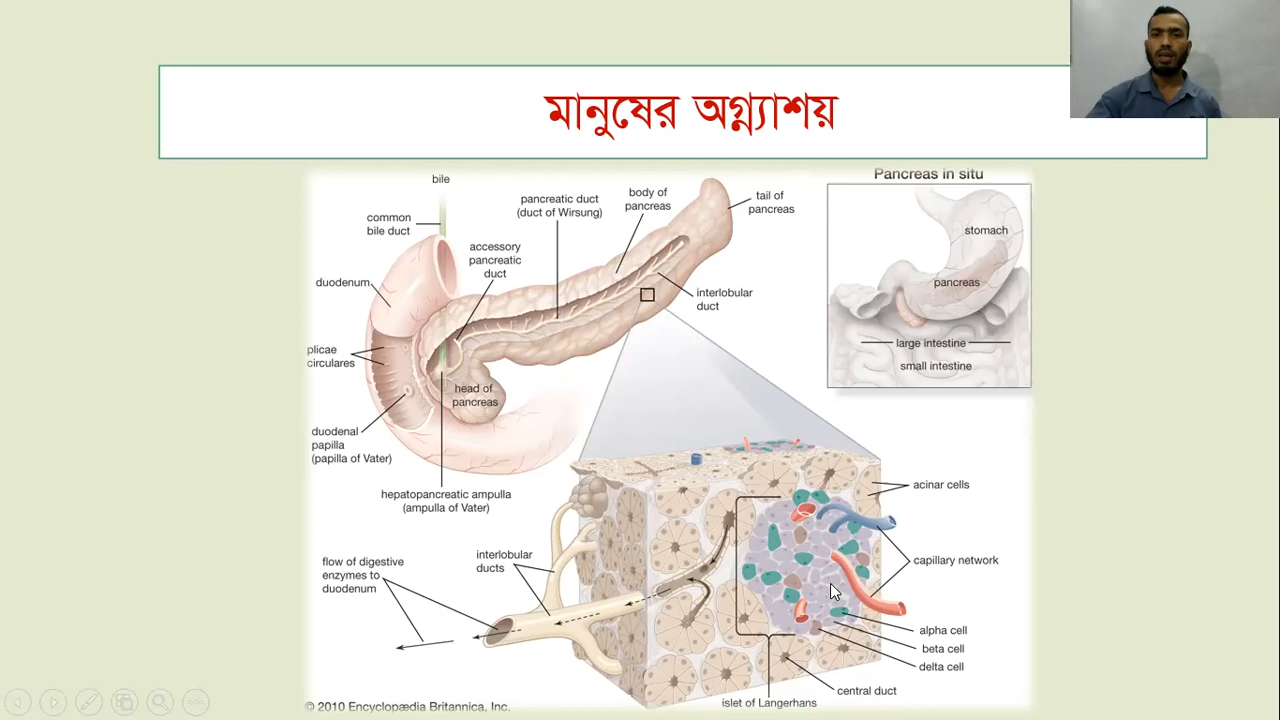 মানুষের অগ্ন্যাশয়
bile
common
bile duct
pancreatic duct
(duct of Wirsung)
body of
pancreas
tail of
pancreas
accessory
pancreatic
duct
duodenum
interlobular
duct
plicae
circulares
head of
pancreas
duodenal
papilla
(papilla of Vater)
hepatopancreatic ampulla
(ampulla of Vater)
Pancreas in situ
stomach
pancreas
large intestine
small intestine
acinar cells
interlobular
ducts
flow of digestive
enzymes to
duodenum
capillary network
alpha cell
beta cell
delta cell
central duct
islet of Langerhans
© 2010 Encyclopædia Britannica, Inc.